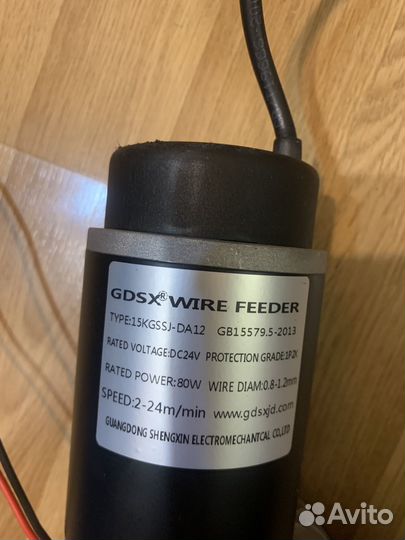 GDSX® WIRE FEEDER
TYPE:15KGSSJ-DA12 GB15579.5-2013
RATED VOLTAGE:DC24V PROTECTION GRADE:1P2X
RATED POWER:80W WIRE DIAM:0.8-1.2mm
SPEED:2-24m/min www.gdsxjd.com
GUANGDONG SHENGXIN ELECTROMECHANTCAL CO,LTD
Avito